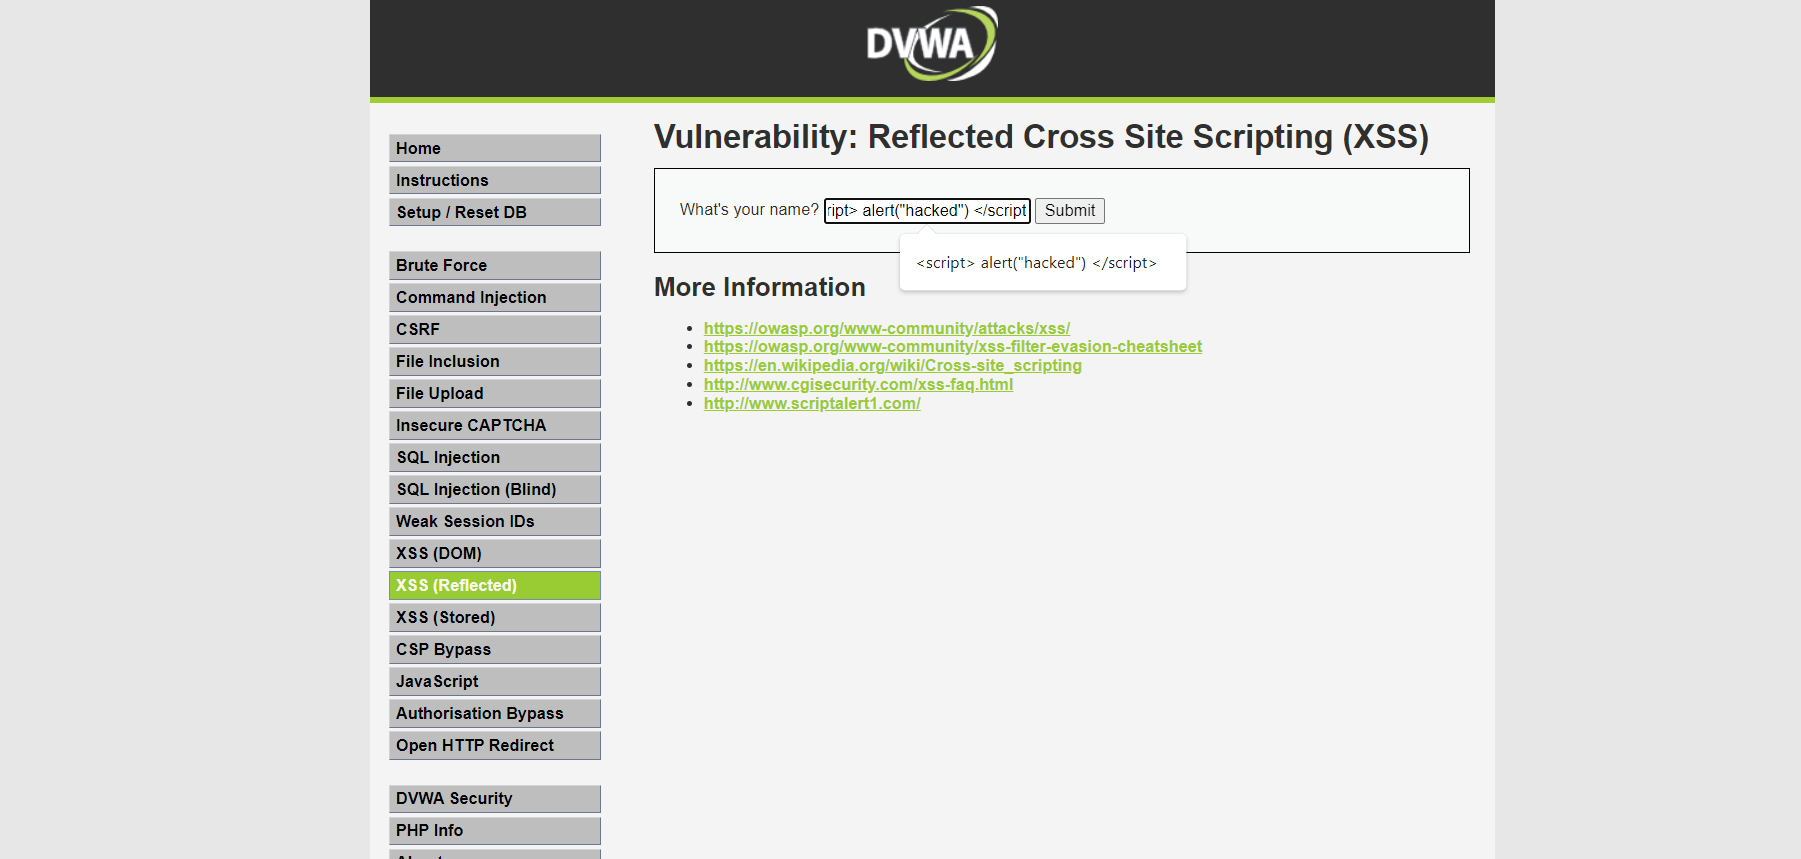 DVWA
Home
Instructions
Setup / Reset DB
Brute Force
Command Injection
CSRF
File Inclusion
File Upload
Insecure CAPTCHA
SQL Injection
SQL Injection (Blind)
Weak Session IDs
XSS (DOM)
XSS (Reflected)
XSS (Stored)
CSP Bypass
JavaScript
Authorisation Bypass
Open HTTP Redirect
DVWA Security
PHP Info
Vulnerability: Reflected Cross Site Scripting (XSS)
What's your name? ript> alert("hacked") </script Submit
<script> alert("hacked") </script>
More Information
https://owasp.org/www-community/attacks/xss/
https://owasp.org/www-community/xss-filter-evasion-cheatsheet
https://en.wikipedia.org/wiki/Cross-site_scripting
http://www.cgisecurity.com/xss-faq.html
http://www.scriptalert1.com/